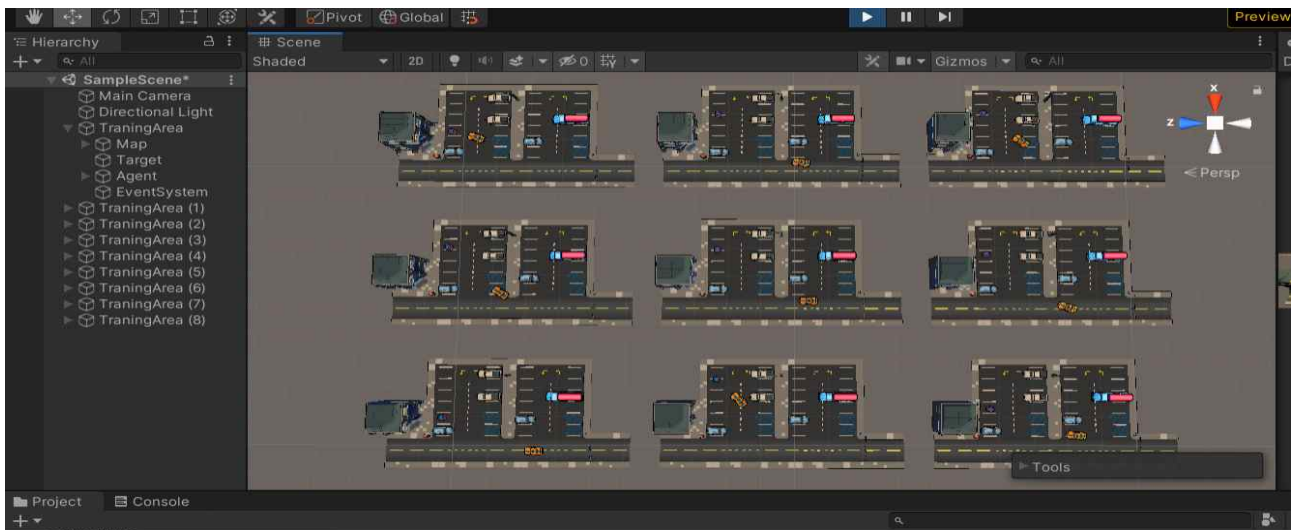 Pivot Global Preview
Hierarchy
All
SampleScene*
Main Camera
Directional Light
TraningArea
Map
Target
Agent
EventSystem
TraningArea (1)
TraningArea (2)
TraningArea (3)
TraningArea (4)
TraningArea (5)
TraningArea (6)
TraningArea (7)
TraningArea (8)
Scene
Shaded 2D 0 Gizmos All
x
z
Persp
Tools
Project Console